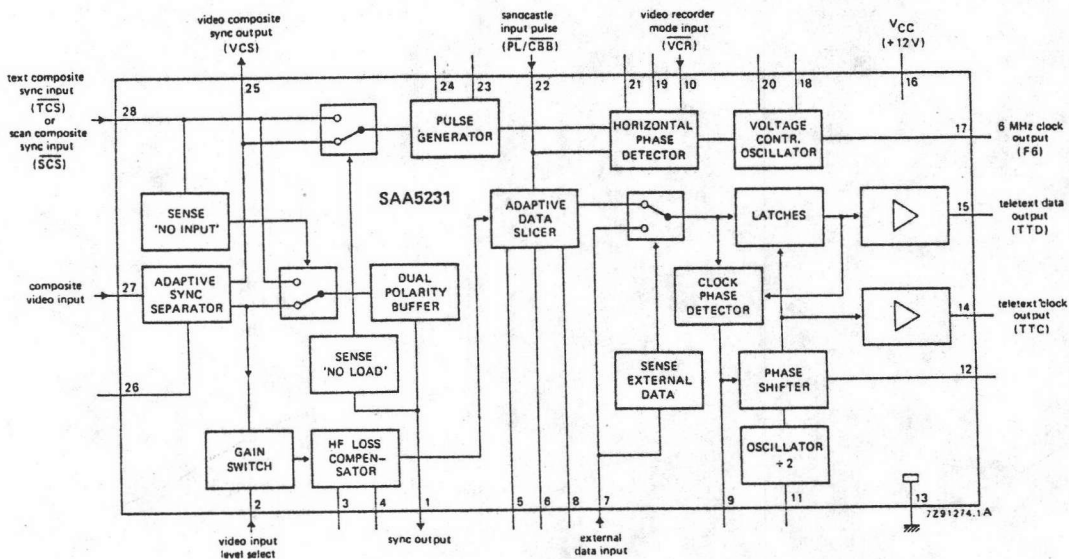 video composite
sync output
(VCS)
sandcastle
input pulse
(PL/CBB)
video recorder
mode input
(VCR)
VCC
(+12V)
text composite
sync input
(TCS)
or
scan composite
sync input
(SCS)
25
24
23
22
21
19
10
20
18
16
28
PULSE
GENERATOR
HORIZONTAL
PHASE
DETECTOR
VOLTAGE
CONTR.
OSCILLATOR
17
6 MHz clock
output
(F6)
SAA5231
SENSE
'NO INPUT'
ADAPTIVE
DATA
SLICER
LATCHES
15
teletext data
output
(TTD)
composite
video input
27
ADAPTIVE
SYNC
SEPARATOR
DUAL
POLARITY
BUFFER
CLOCK
PHASE
DETECTOR
14
teletext clock
output
(TTC)
26
SENSE
'NO LOAD'
SENSE
EXTERNAL
DATA
PHASE
SHIFTER
12
GAIN
SWITCH
HF LOSS
COMPEN-
SATOR
OSCILLATOR
÷2
2
3
4
1
5
6
8
7
9
11
13
7Z91274.1A
video input
level select
sync output
external
data input